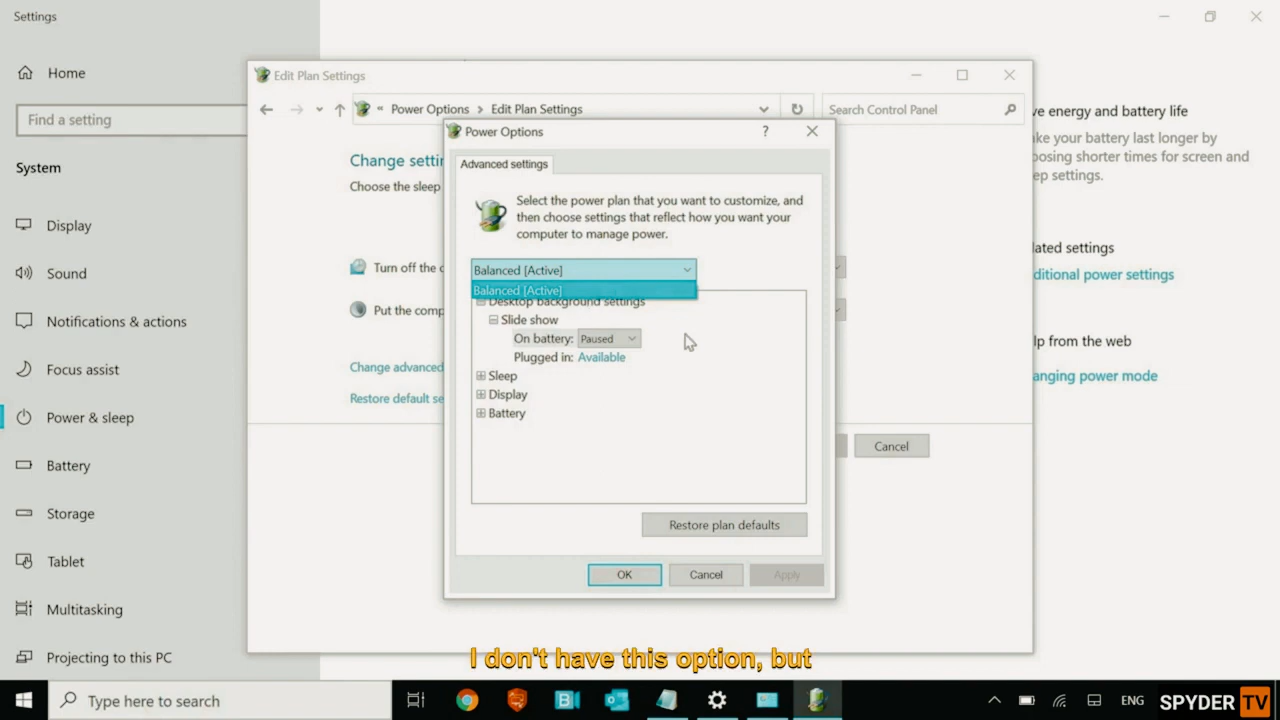 Settings
Home
Find a setting
System
Display
Sound
Notifications & actions
Focus assist
Power & sleep
Battery
Storage
Tablet
Multitasking
Projecting to this PC
Edit Plan Settings
« Power Options > Edit Plan Settings
Search Control Panel
Change settin
Choose the sleep
Turn off the d
Put the comp
Change advanced
Restore default se
Cancel
Power Options
?
Advanced settings
Select the power plan that you want to customize, and
then choose settings that reflect how you want your
computer to manage power.
Balanced [Active]
Balanced [Active]
Desktop background settings
Slide show
On battery: Paused
Plugged in: Available
Sleep
Display
Battery
Restore plan defaults
OK
Cancel
Apply
ve energy and battery life
ke your battery last longer by
oosing shorter times for screen and
ep settings.
lated settings
ditional power settings
lp from the web
anging power mode
I don't have this option, but
Type here to search
ENG
SPYDER TV